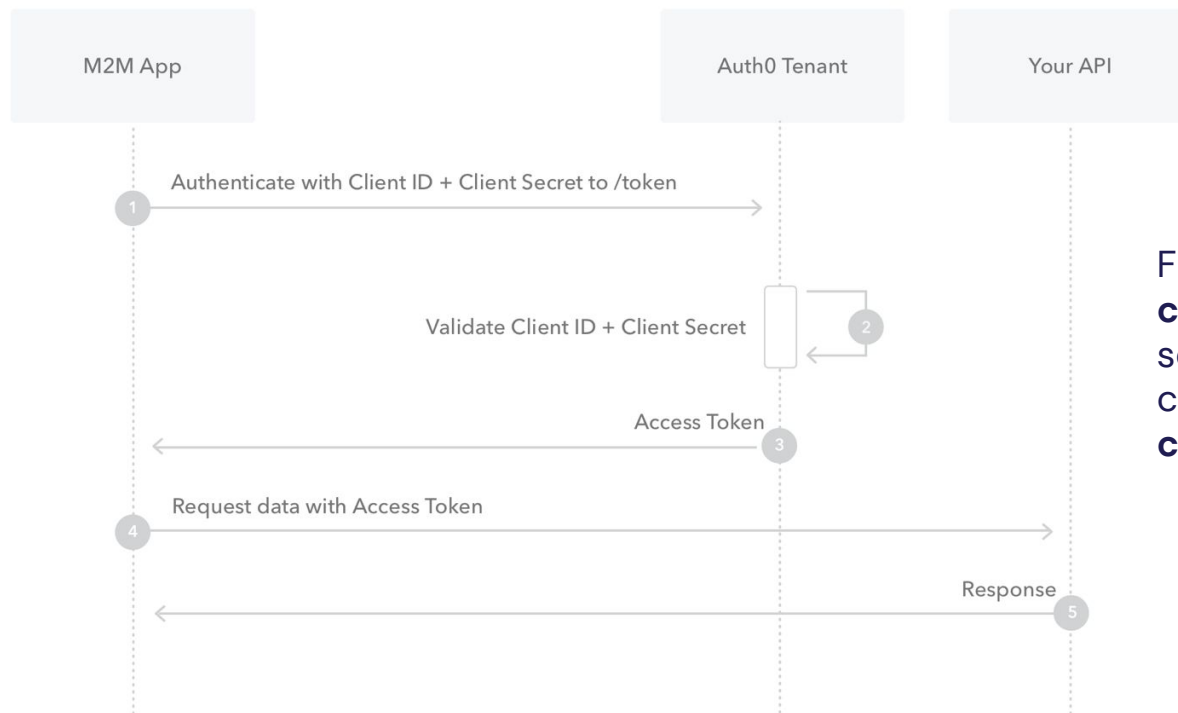 M2M App
Auth0 Tenant
Your API
Authenticate with Client ID + Client Secret to /token
1
Validate Client ID + Client Secret
2
Access Token
3
Request data with Access Token
4
Response
5